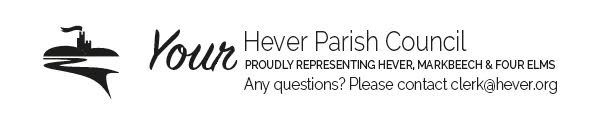 Your Hever Parish Council
PROUDLY REPRESENTING HEVER, MARKBEECH & FOUR ELMS
Any questions? Please contact clerk@hever.org